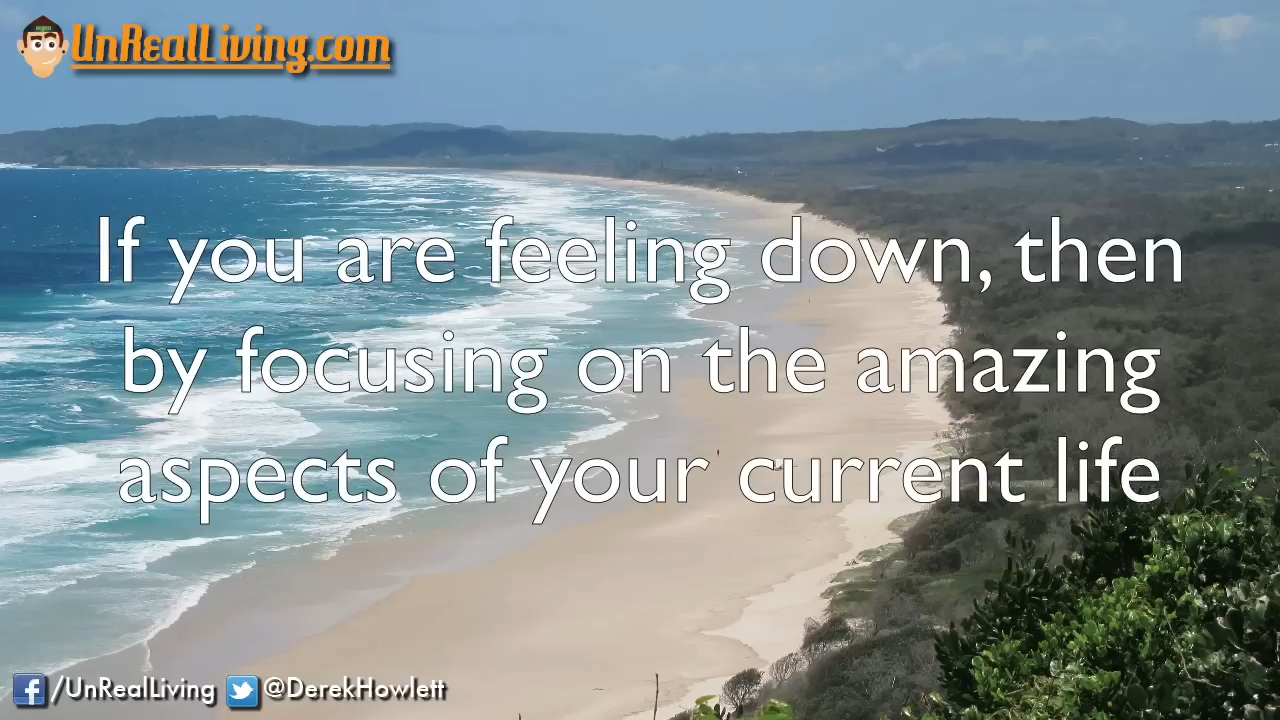 UnRealLiving.com
If you are feeling down, then
by focusing on the amazing
aspects of your current life
/UnRealLiving @DerekHowlett